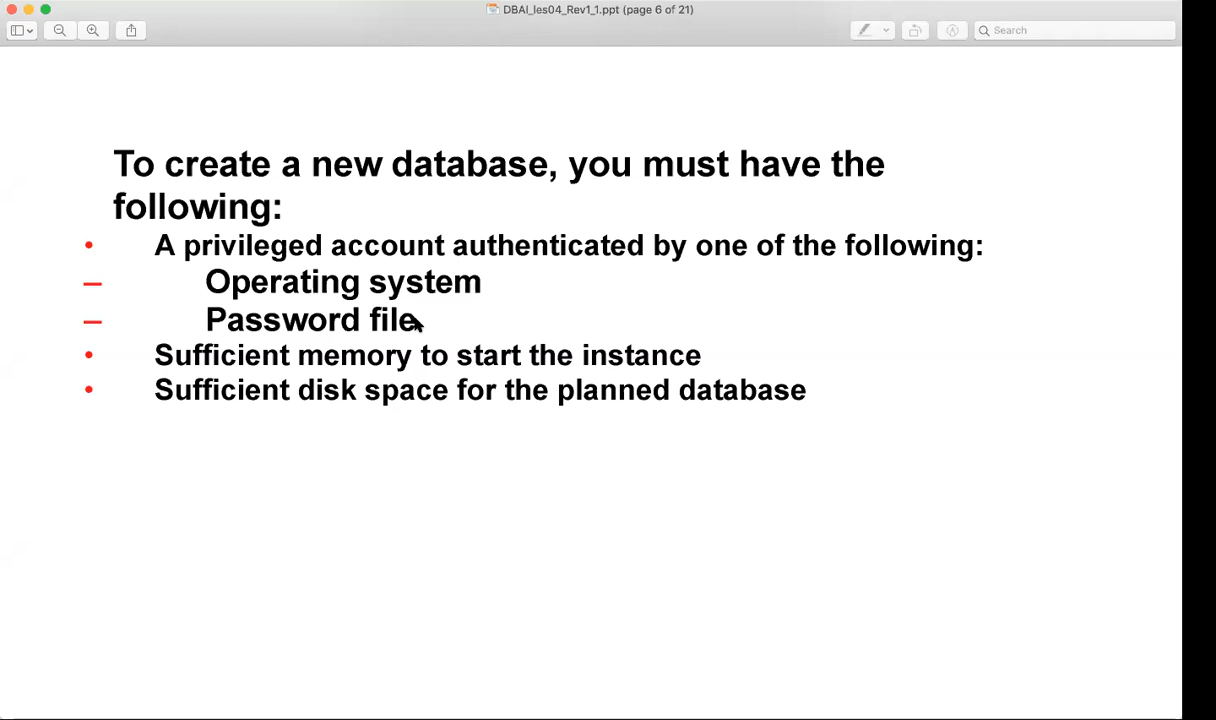 DBAI_les04_Rev1_1.ppt (page 6 of 21)
Search
To create a new database, you must have the
following:
• A privileged account authenticated by one of the following:
– Operating system
– Password file
• Sufficient memory to start the instance
• Sufficient disk space for the planned database